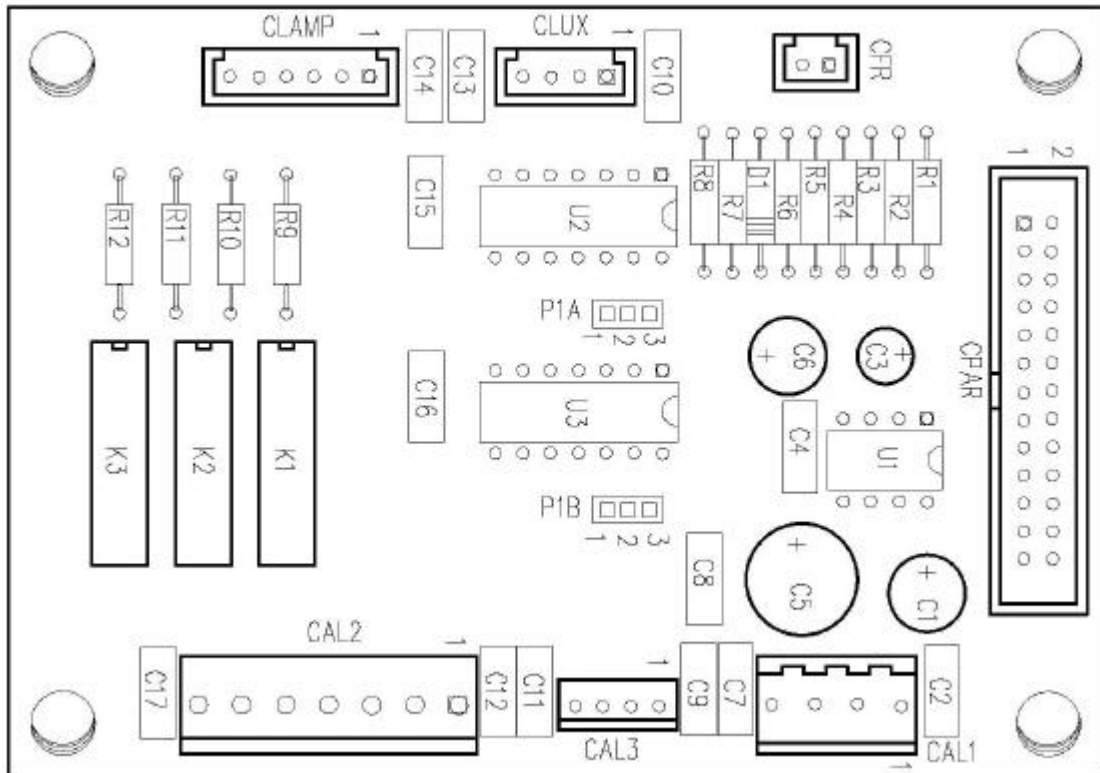 CLAMP 1
C14
C13
CLUX 1
C10
CFR
1 2
R12
R11
R10
R9
C15
U2
R8
R7
D1
R6
R5
R4
R3
R2
R1
P1A
1 2 3
C6
C3
CPAR
K3
K2
K1
C16
U3
C4
U1
P1B
1 2 3
C8
C5
C1
CAL2 1
C17
C12
C11
1
CAL3
C9
C7
C2
1
CAL1